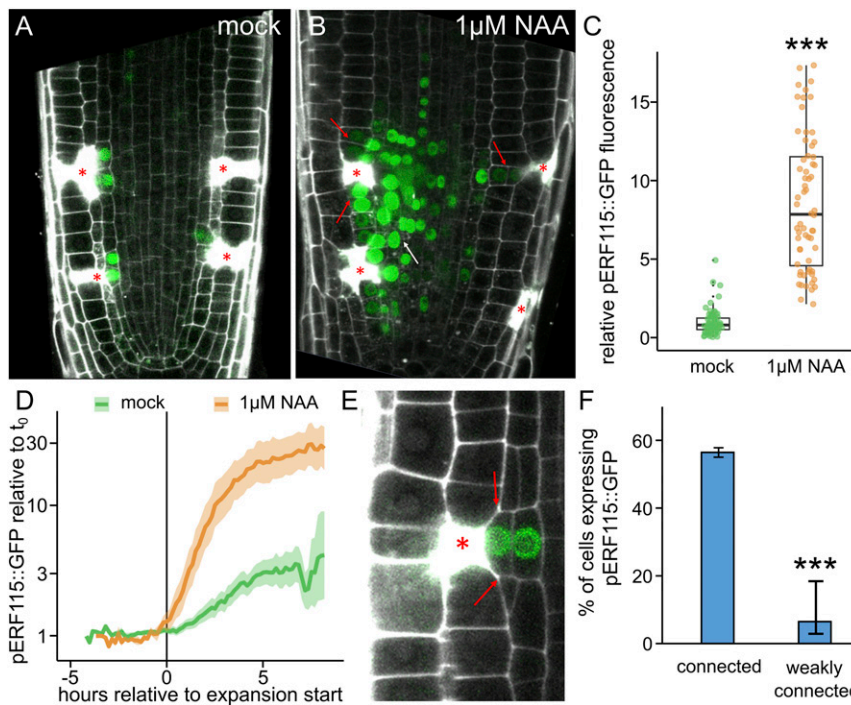 A
mock
B
1µM NAA
C
***
relative pERF115::GFP fluorescence
15
10
5
0
mock
1µM NAA
*
*
*
*
*
*
*
*
D
mock
1µM NAA
pERF115::GFP relative to t0
30
10
3
1
-5
0
5
hours relative to expansion start
E
*
F
% of cells expressing
pERF115::GFP
60
40
20
0
***
connected
weakly
connected